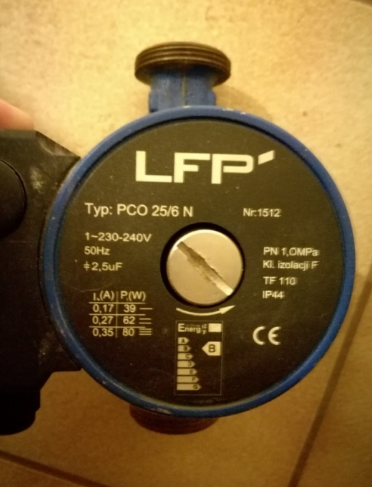 LFP
Typ: PCO 25/6 N
Nr:1512
1~230-240V
50Hz
2,5uF
PN 1,0MPa
Kl. izolacji F
TF 110
IP44
I,(A) P,(W)
0,17 39
0,27 62
0,35 80
Energ
B
CE